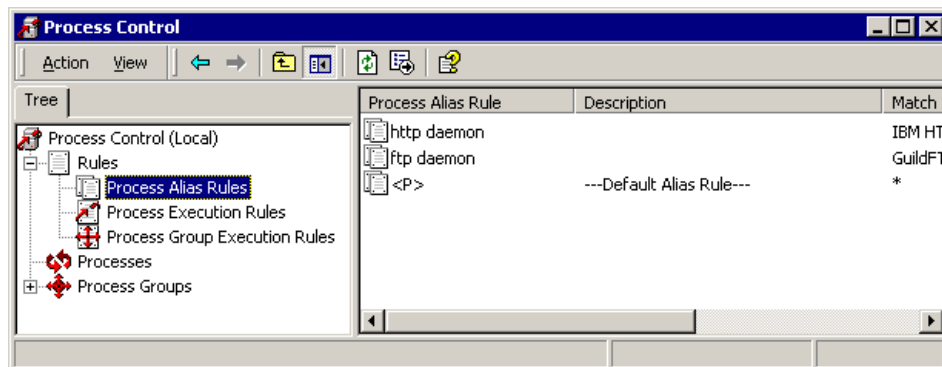 Process Control
Action View
Tree
Process Control (Local)
Rules
Process Alias Rules
Process Execution Rules
Process Group Execution Rules
Processes
Process Groups
Process Alias Rule Description Match
http daemon IBM HT
ftp daemon GuildFT
<P> ---Default Alias Rule--- *